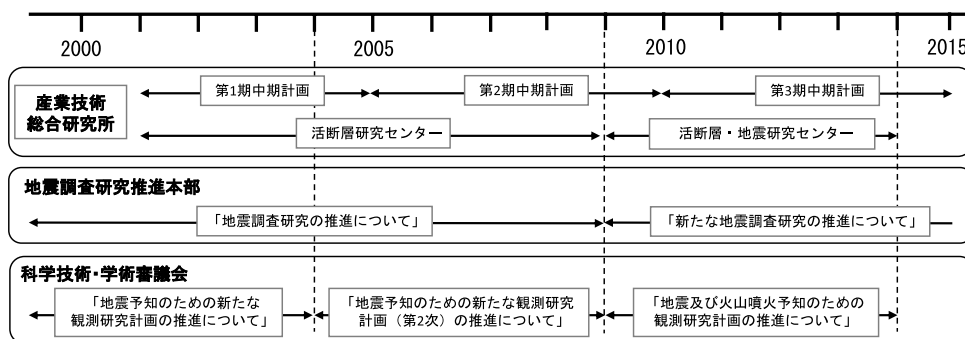 2000
2005
2010
2015
産業技術
総合研究所
第1期中期計画
第2期中期計画
第3期中期計画
活断層研究センター
活断層・地震研究センター
地震調査研究推進本部
「地震調査研究の推進について」
「新たな地震調査研究の推進について」
科学技術・学術審議会
「地震予知のための新たな
観測研究計画の推進について」
「地震予知のための新たな観測研究
計画(第2次)の推進について」
「地震及び火山噴火予知のための
観測研究計画の推進について」